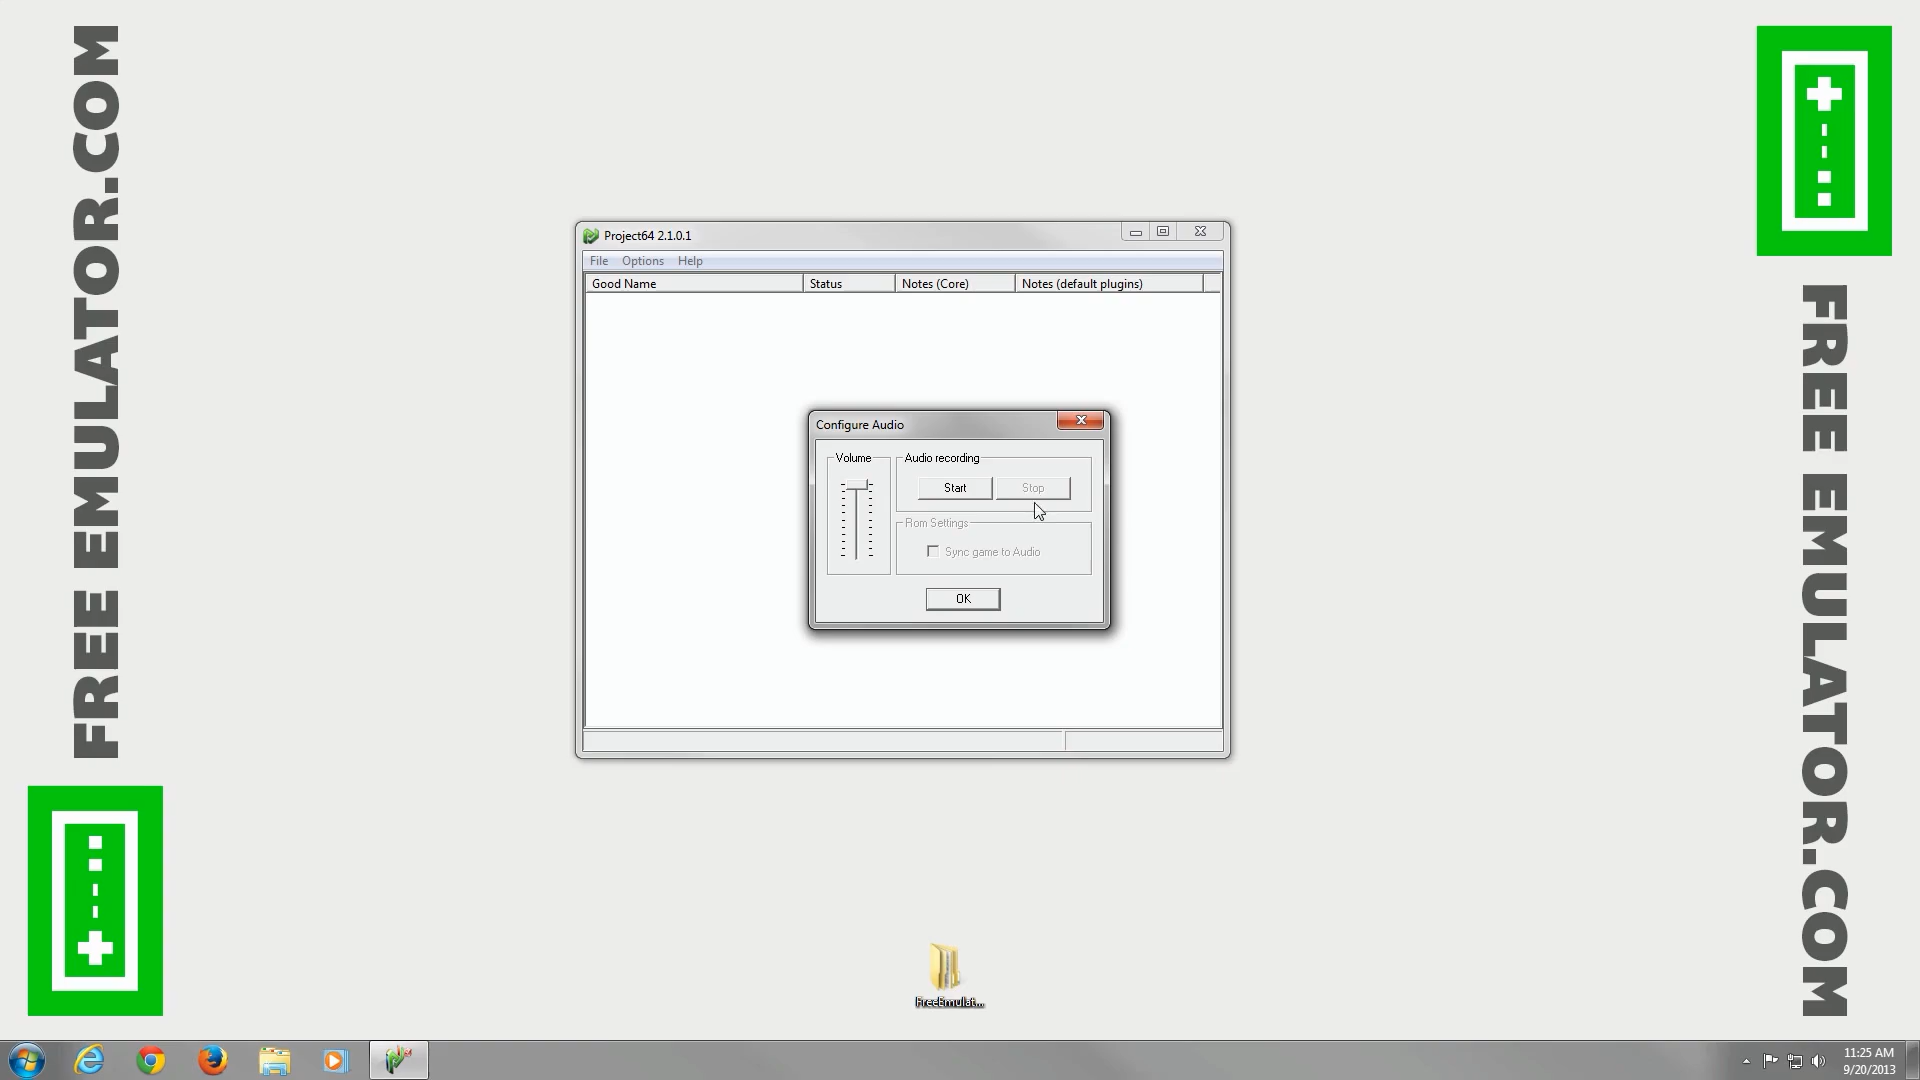 FREE EMULATOR.COM
Project64 2.1.0.1
File Options Help
Good Name Status Notes (Core) Notes (default plugins)
Configure Audio
Volume
Audio recording
Start Stop
Rom Settings
Sync game to Audio
OK
FREE EMULATOR.COM
FreeEmulat...
11:25 AM
9/20/2013